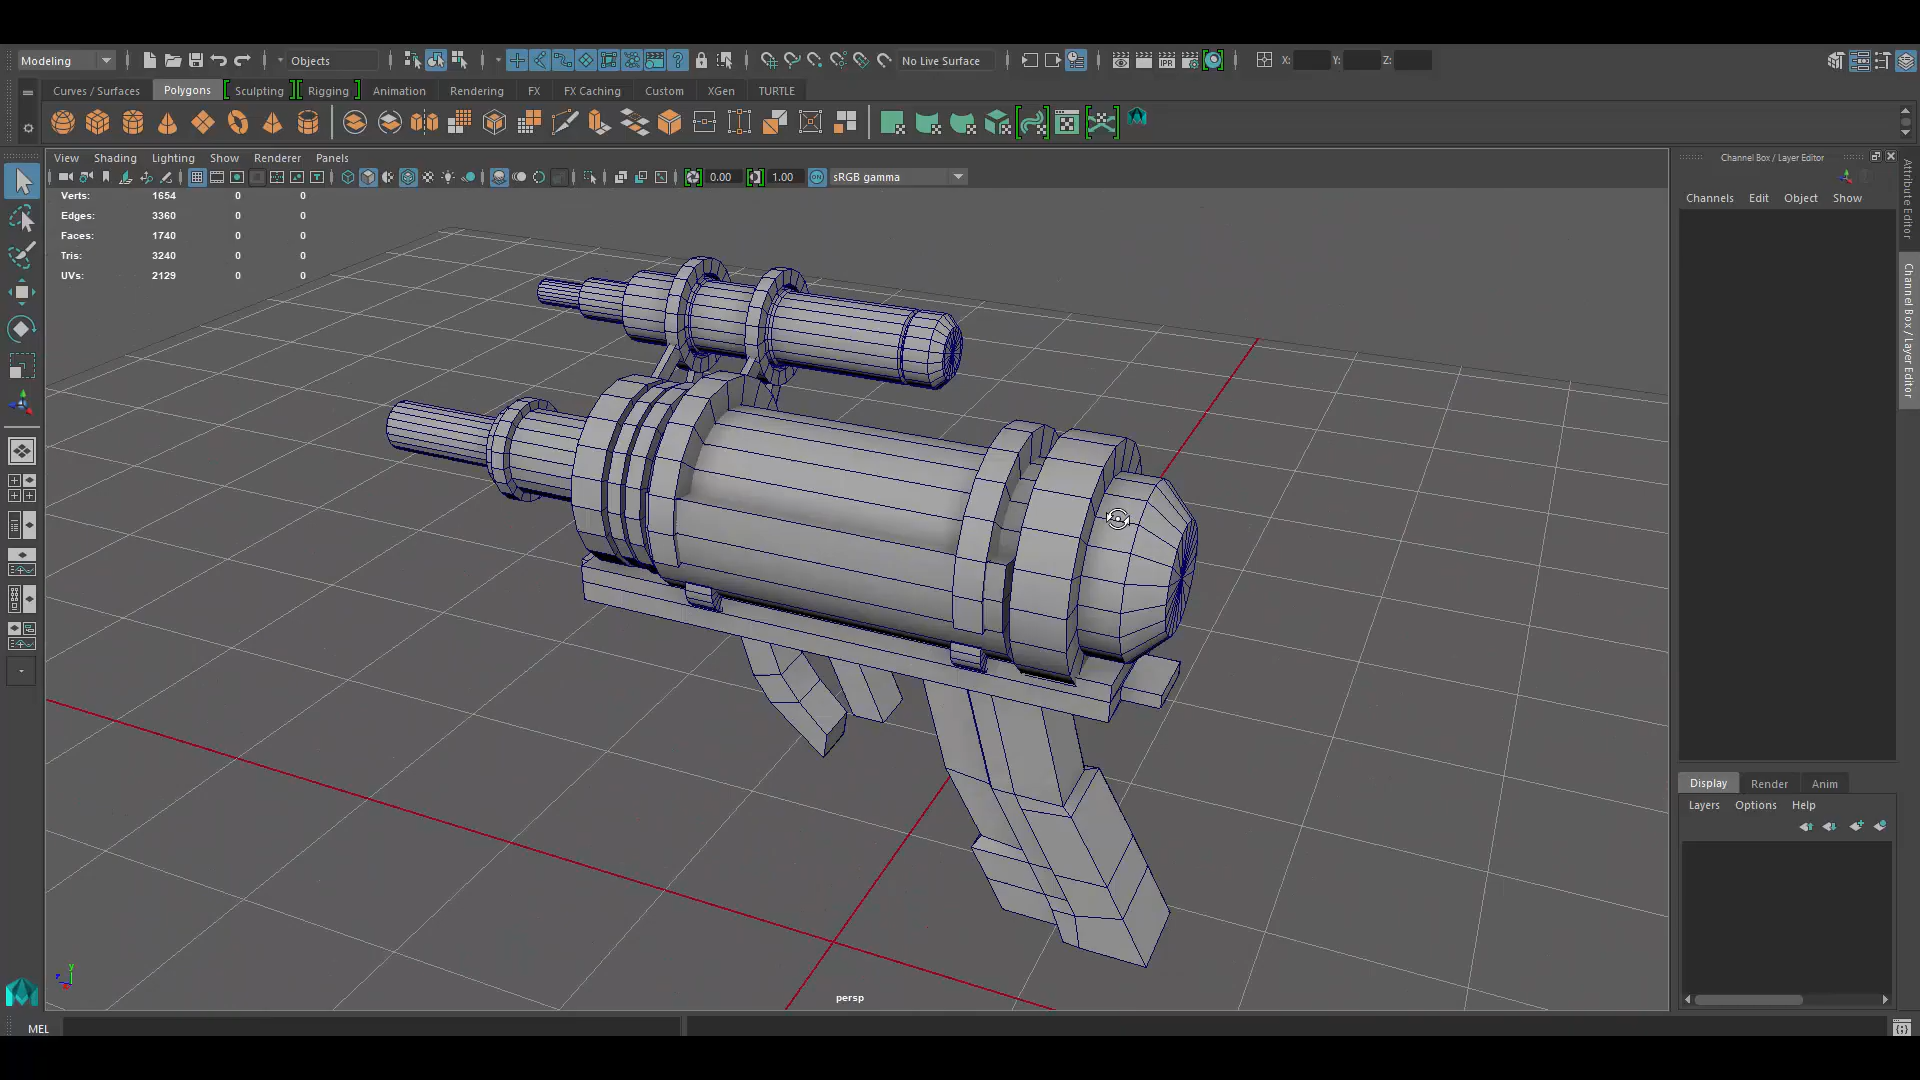 Modeling Objects No Live Surface X: Y: Z:
Curves / Surfaces Polygons Sculpting Rigging Animation Rendering FX FX Caching Custom XGen TURTLE
IPR
View Shading Lighting Show Renderer Panels
0.00 1.00 ON sRGB gamma
Verts: 1654 0 0
Edges: 3360 0 0
Faces: 1740 0 0
Tris: 3240 0 0
UVs: 2129 0 0
y
z
persp
MEL
Channel Box / Layer Editor
Channels Edit Object Show
Display Render Anim
Layers Options Help
Attribute Editor
Channel Box / Layer Editor